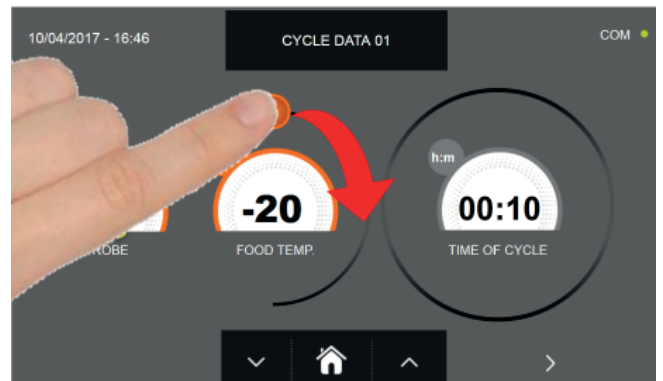 10/04/2017 - 16:46
CYCLE DATA 01
COM
h:m
-20
00:10
ROBE
FOOD TEMP.
TIME OF CYCLE